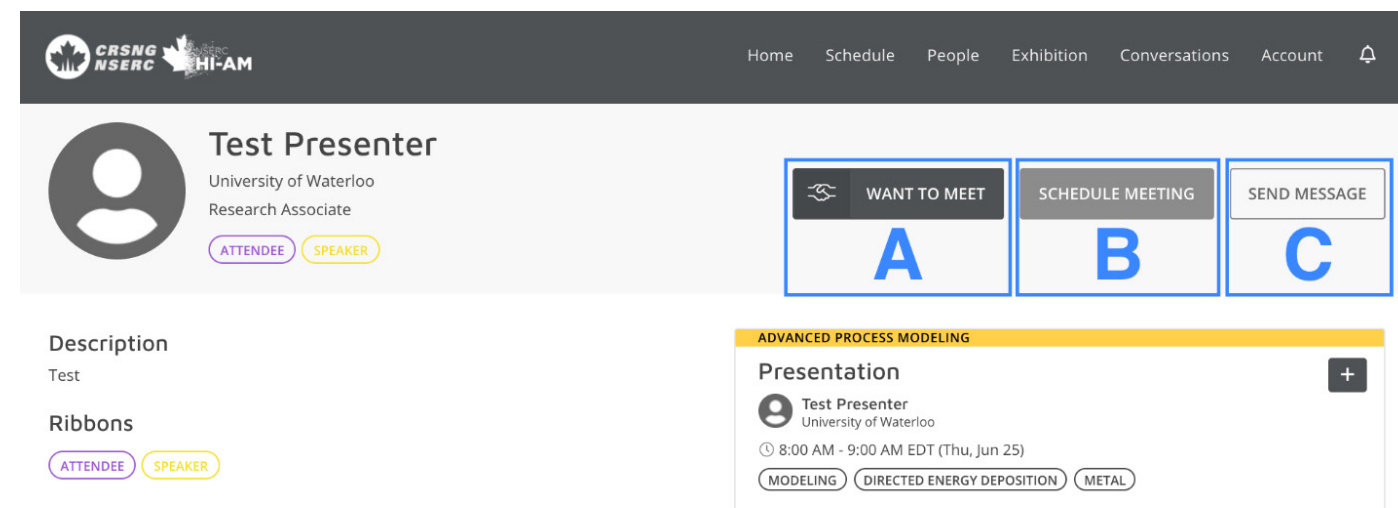 CRSNG
NSERC
NSERC
HI-AM
Home Schedule People Exhibition Conversations Account
Test Presenter
University of Waterloo
Research Associate
ATTENDEE SPEAKER
WANT TO MEET SCHEDULE MEETING SEND MESSAGE
A B C
Description
Test
Ribbons
ATTENDEE SPEAKER
ADVANCED PROCESS MODELING
Presentation
+
Test Presenter
University of Waterloo
8:00 AM - 9:00 AM EDT (Thu, Jun 25)
MODELING DIRECTED ENERGY DEPOSITION METAL